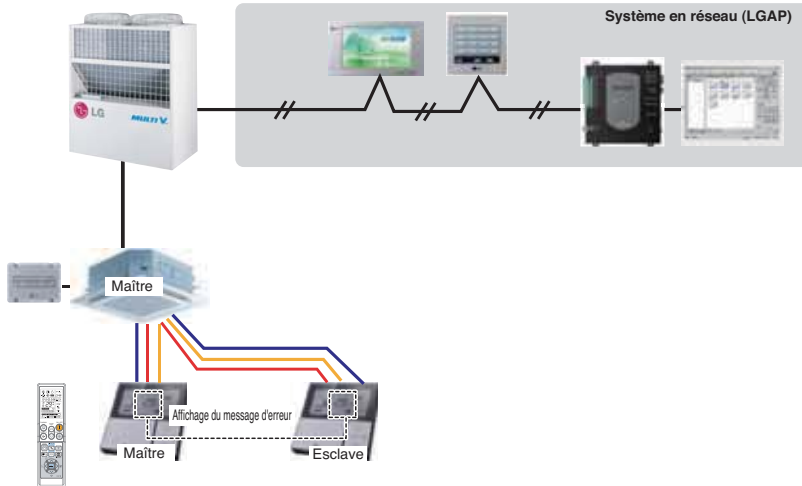 Système en réseau (LGAP)
LG
MULTI V
Maître
Affichage du message d'erreur
Maître
Esclave